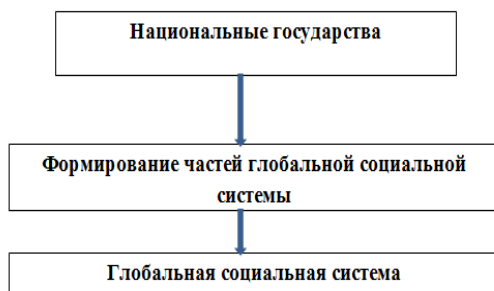 Национальные государства
Формирование частей глобальной социальной
системы
Глобальная социальная система